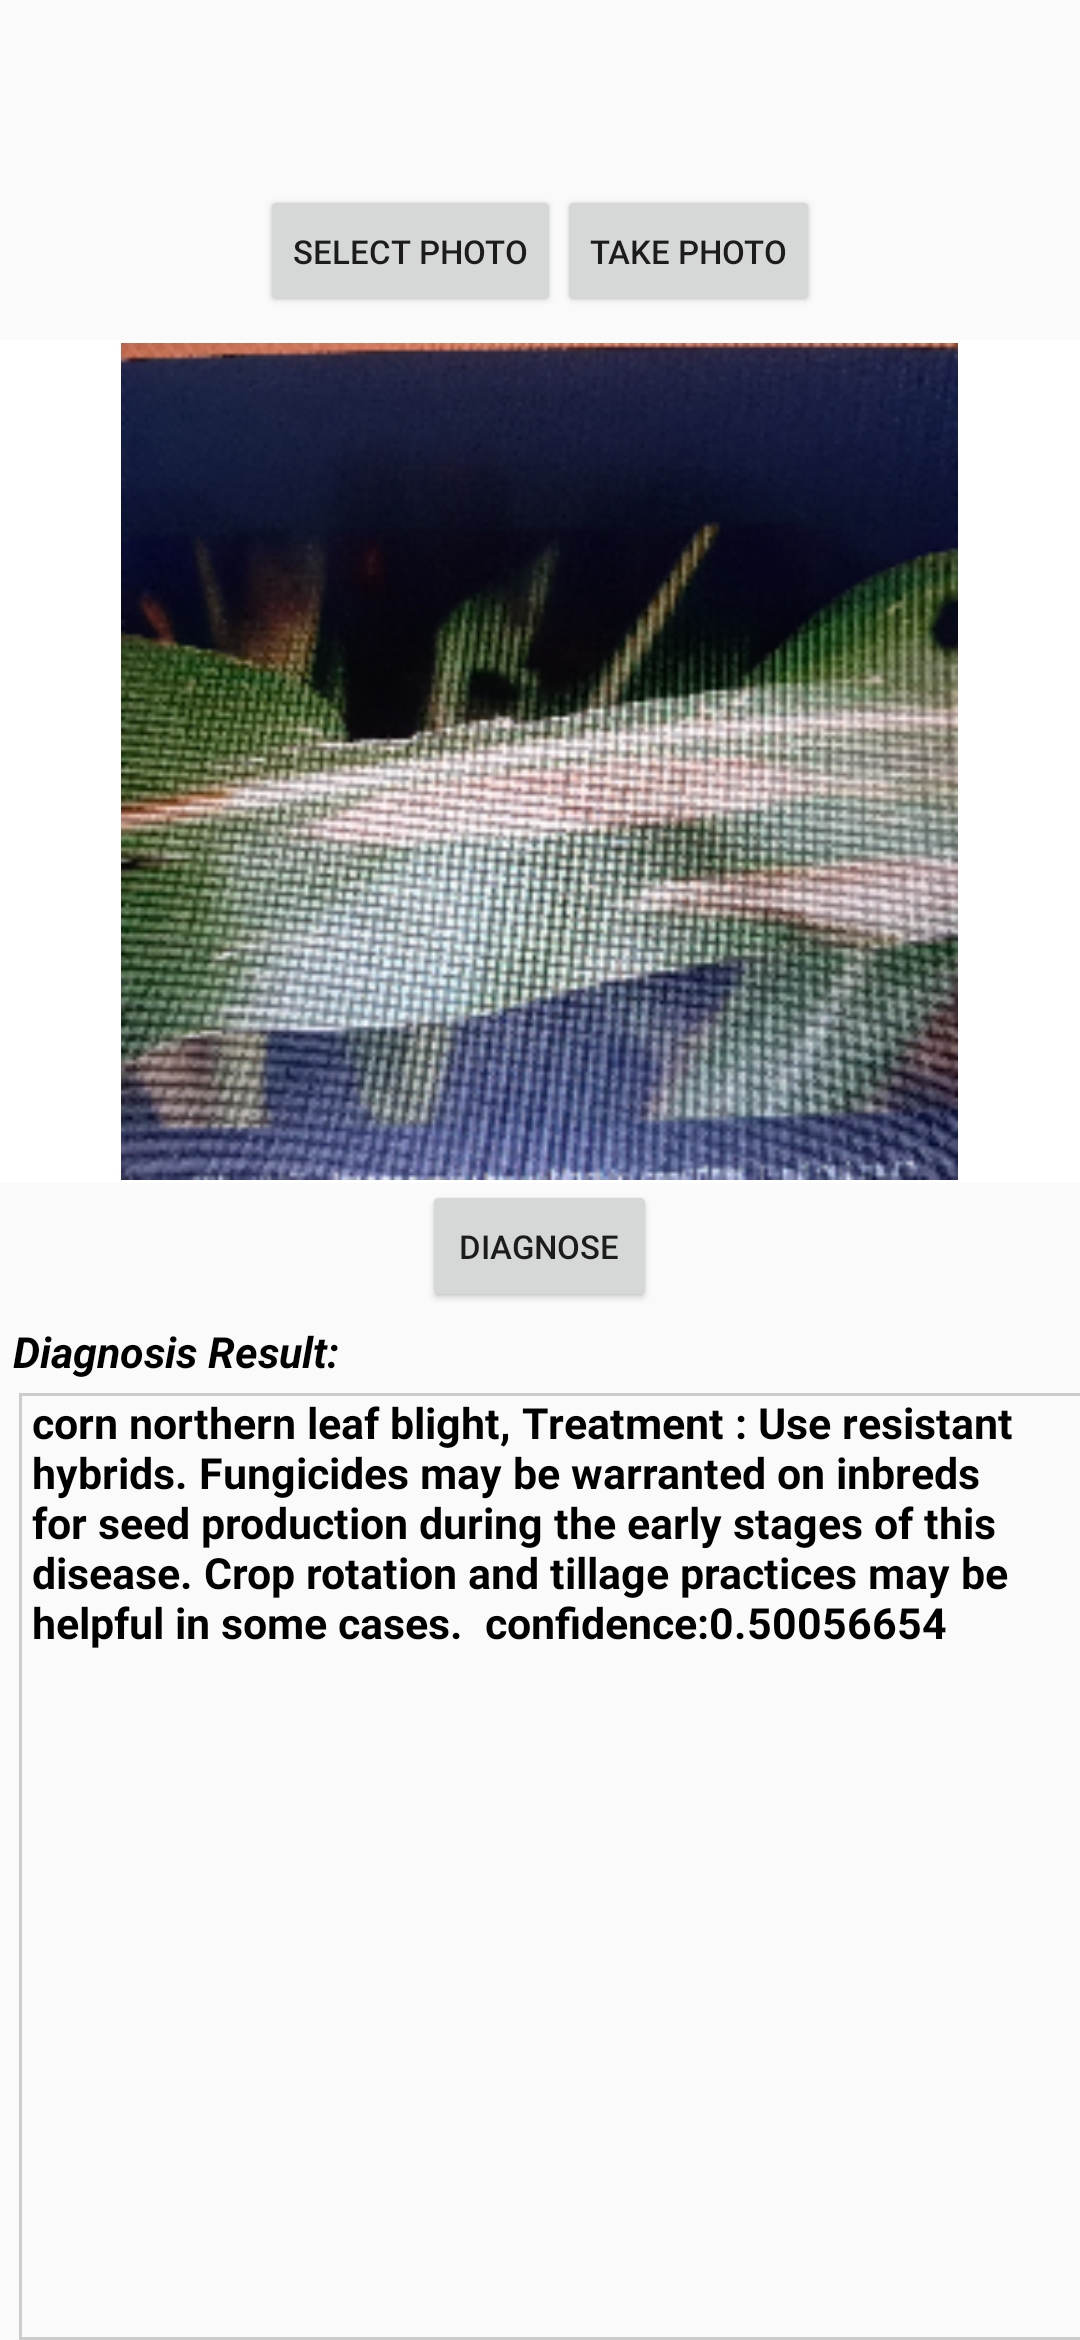 SELECT PHOTO TAKE PHOTO
DIAGNOSE
Diagnosis Result:
corn northern leaf blight, Treatment : Use resistant
hybrids. Fungicides may be warranted on inbreds
for seed production during the early stages of this
disease. Crop rotation and tillage practices may be
helpful in some cases.  confidence:0.50056654